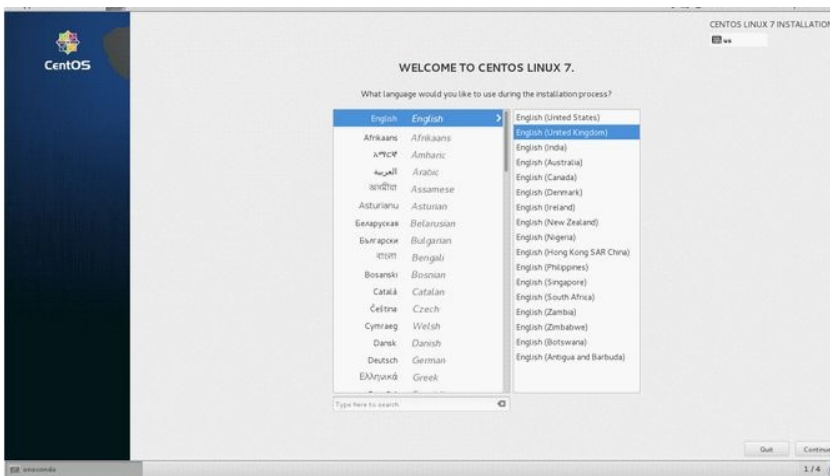 CENTOS LINUX 7 INSTALLATION
us
CentOS
WELCOME TO CENTOS LINUX 7.
What language would you like to use during the installation process?
English English
Afrikaans Afrikaans
አማርኛ Amharic
العربية Arabic
অসমীয়া Assamese
Asturianu Asturian
Беларуская Belarusian
Български Bulgarian
বাংলা Bengali
Bosanski Bosnian
Català Catalan
Čeština Czech
Cymraeg Welsh
Dansk Danish
Deutsch German
Ελληνικά Greek
English (United States)
English (United Kingdom)
English (India)
English (Australia)
English (Canada)
English (Denmark)
English (Ireland)
English (New Zealand)
English (Nigeria)
English (Hong Kong SAR China)
English (Philippines)
English (Singapore)
English (South Africa)
English (Zambia)
English (Zimbabwe)
English (Botswana)
English (Antigua and Barbuda)
Type here to search.
Quit
Continue
anaconda
1 / 4